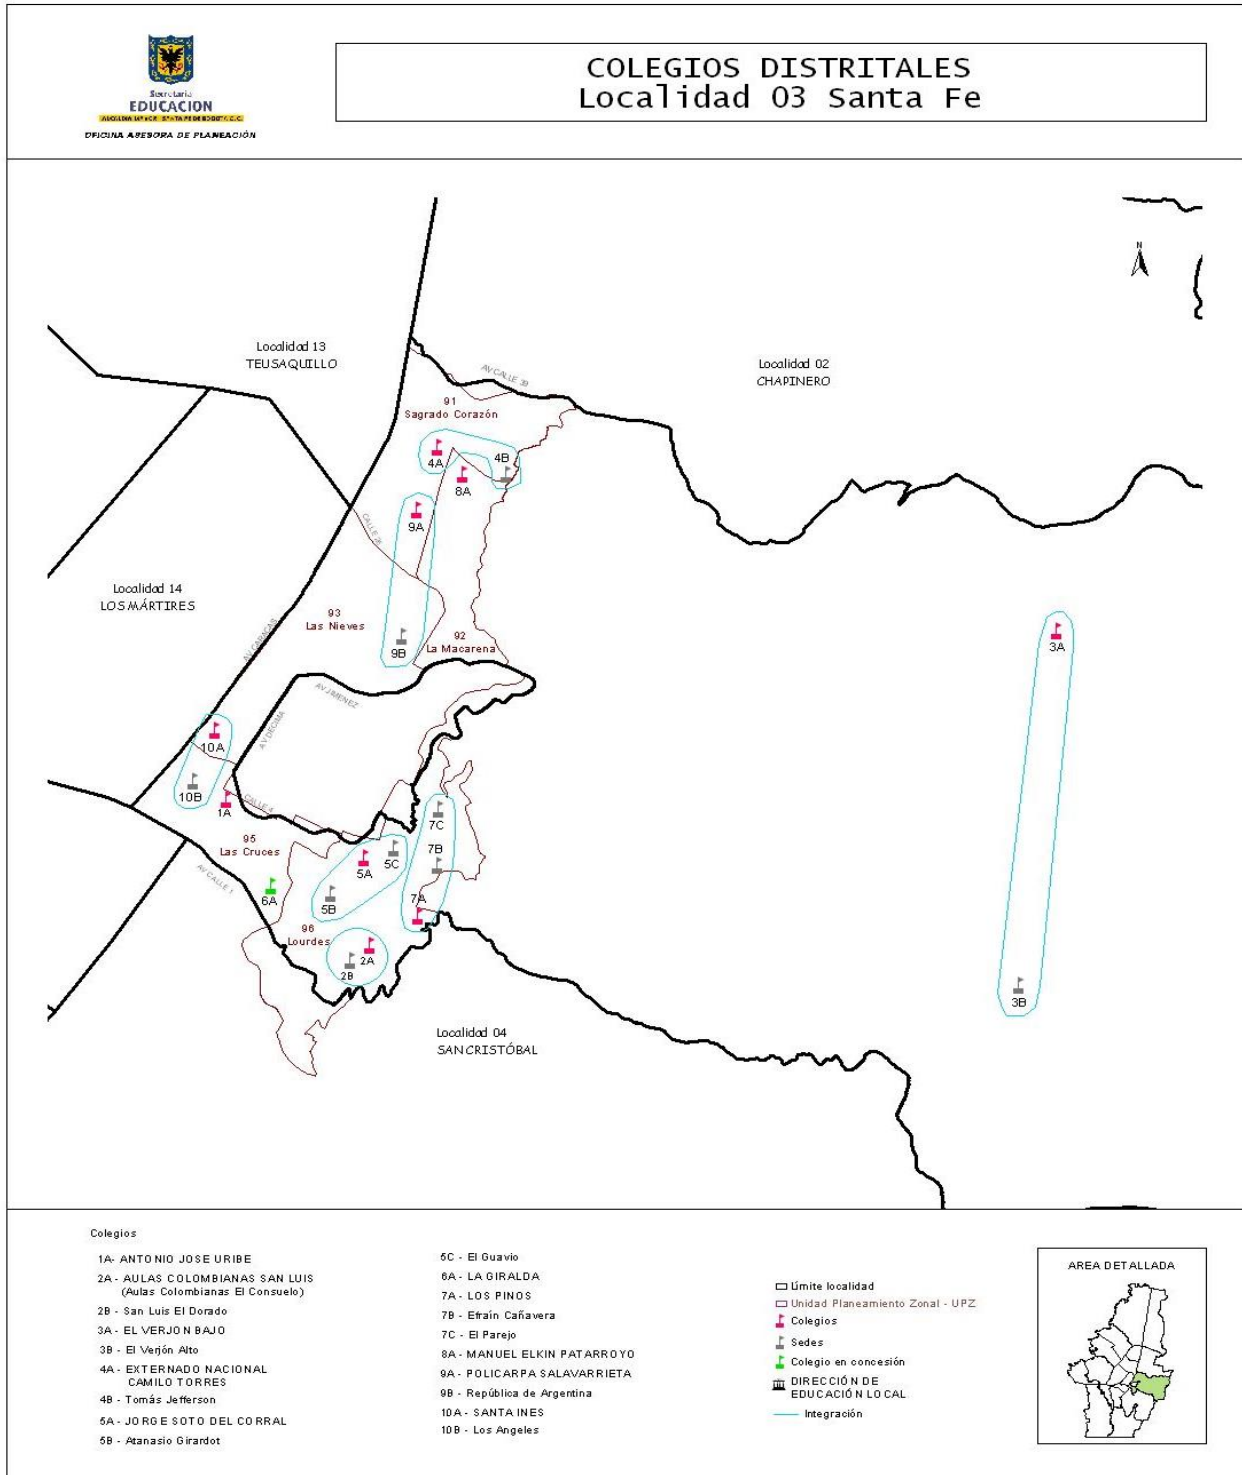 COLEGIOS DISTRITALES
Localidad 03 Santa Fe
Secretaría
EDUCACION
OFICINA ASESORA DE PLANEACIÓN
N
Localidad 13
TEUSAQUILLO
Localidad 02
CHAPINERO
AV CALLE 39
91
Sagrado Corazón
4A
4B
8A
9A
CALLE 26
Localidad 14
LOS MÁRTIRES
93
Las Nieves
92
La Macarena
9B
3A
AV CARACAS
AV JIMENEZ
AV DECIMA
10A
10B
1A
CALLE 6
7C
95
Las Cruces
5C
7B
5A
AV CALLE 1
6A
5B
7A
96
Lourdes
2A
2B
3B
Localidad 04
SAN CRISTÓBAL
Colegios
1A- ANTONIO JOSE URIBE
2A - AULAS COLOMBIANAS SAN LUIS
(Aulas Colombianas El Consuelo)
2B - San Luis El Dorado
3A - EL VERJON BAJO
3B - El Verjón Alto
4A - EXTERNADO NACIONAL
CAMILO TORRES
4B - Tomás Jefferson
5A - JORGE SOTO DEL CORRAL
5B - Atanasio Girardot
5C - El Guavio
6A - LA GIRALDA
7A - LOS PINOS
7B - Efraín Cañavera
7C - El Parejo
8A - MANUEL ELKIN PATARROYO
9A - POLICARPA SALAVARRIETA
9B - República de Argentina
10A - SANTA INES
10B - Los Angeles
Límite localidad
Unidad Planeamiento Zonal - UPZ
Colegios
Sedes
Colegio en concesión
DIRECCIÓN DE
EDUCACIÓN LOCAL
Integración
AREA DETALLADA